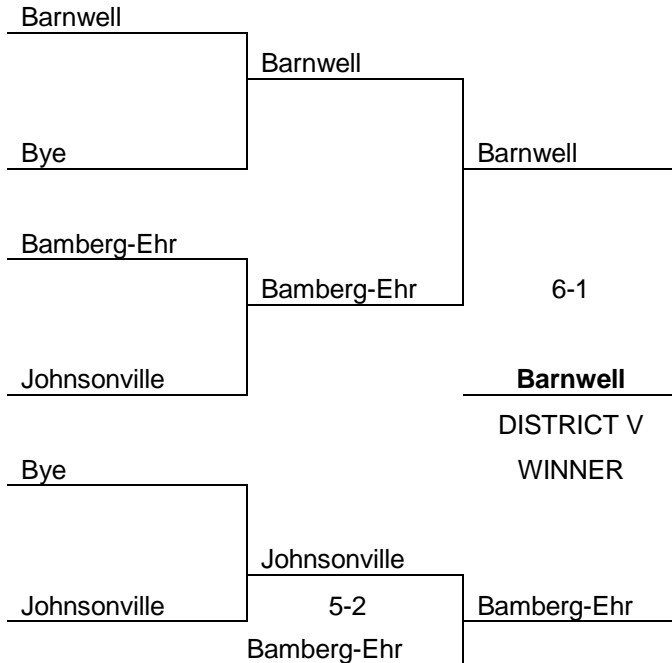 Barnwell
Barnwell
Bye
Barnwell
Bamberg-Ehr
Bamberg-Ehr
6-1
Johnsonville
Barnwell
DISTRICT V
Bye
WINNER
Johnsonville
Johnsonville
5-2
Bamberg-Ehr
Bamberg-Ehr